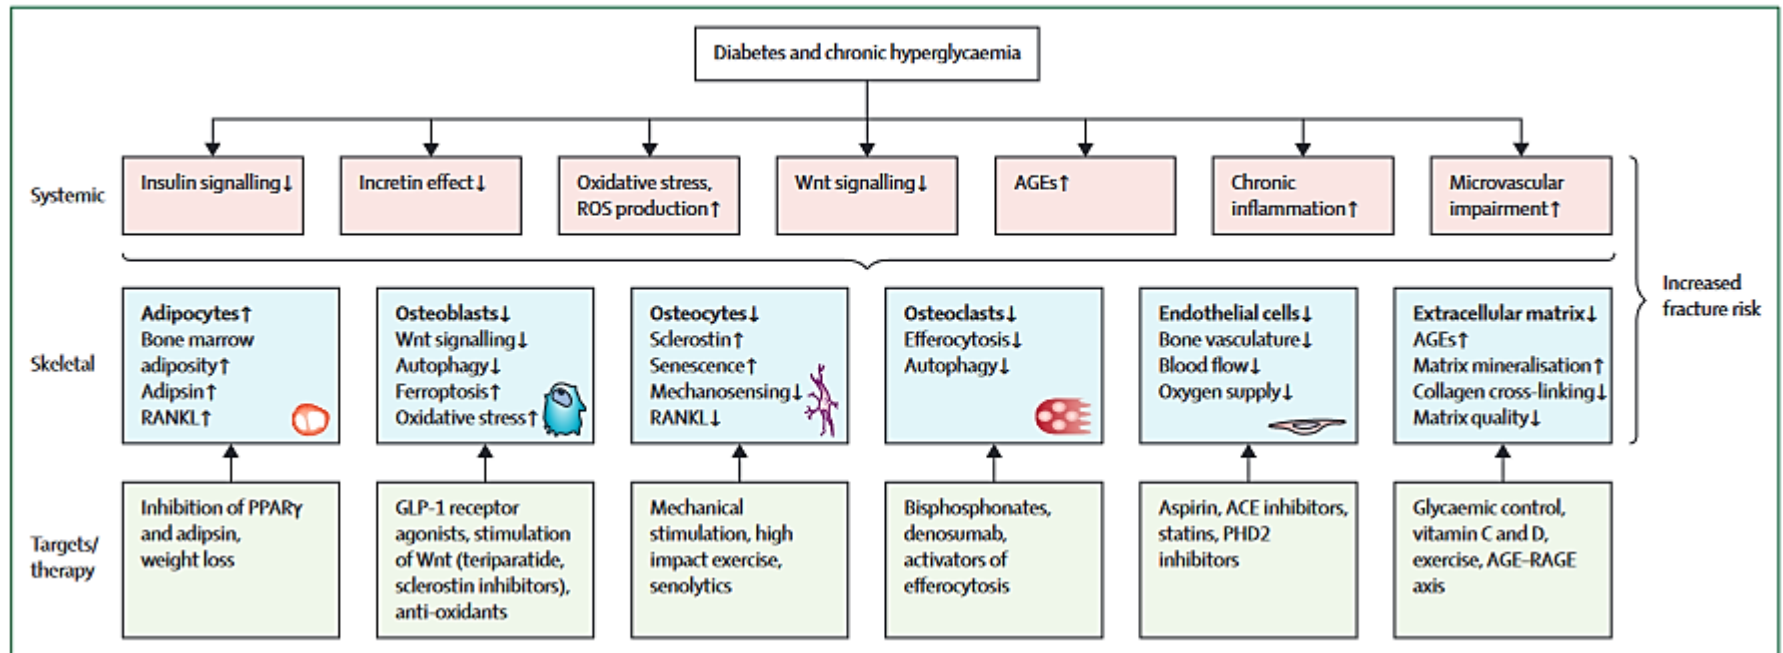 Diabetes and chronic hyperglycaemia
Systemic
Insulin signalling↓
Incretin effect↓
Oxidative stress,
ROS production↑
Wnt signalling↓
AGEs↑
Chronic
inflammation↑
Microvascular
impairment↑
Increased
fracture risk
Skeletal
Adipocytes↑
Bone marrow
adiposity↑
Adipsin↑
RANKL↑
Osteoblasts↓
Wnt signalling↓
Autophagy↓
Ferroptosis↑
Oxidative stress↑
Osteocytes↓
Sclerostin↑
Senescence↑
Mechanosensing↓
RANKL↓
Osteoclasts↓
Efferocytosis↓
Autophagy↓
Endothelial cells↓
Bone vasculature↓
Blood flow↓
Oxygen supply↓
Extracellular matrix↓
AGEs↑
Matrix mineralisation↑
Collagen cross-linking↓
Matrix quality↓
Targets/
therapy
Inhibition of PPARγ
and adipsin,
weight loss
GLP-1 receptor
agonists, stimulation
of Wnt (teriparatide,
sclerostin inhibitors),
anti-oxidants
Mechanical
stimulation, high
impact exercise,
senolytics
Bisphosphonates,
denosumab,
activators of
efferocytosis
Aspirin, ACE inhibitors,
statins, PHD2
inhibitors
Glycaemic control,
vitamin C and D,
exercise, AGE–RAGE
axis